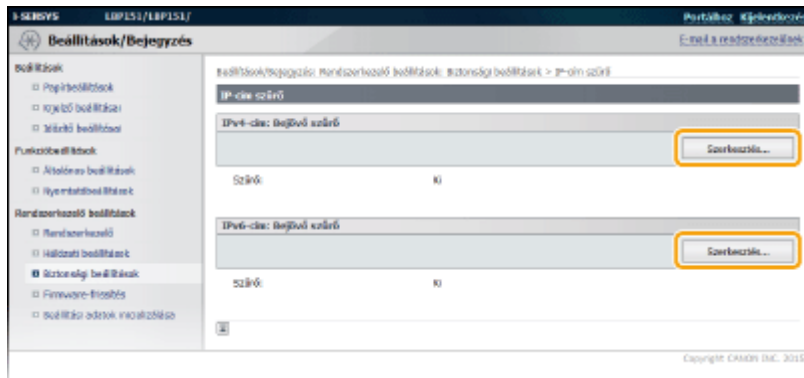 i-SENSYS LBP151/LBP151/ Portálhoz Kijelentkezés
Beállítások/Bejegyzés E-mail a rendszerkezelőnek
Beállítások
Papírbeállítások
Kijelző beállításai
Időzítő beállításai
Funkcióbeállítások
Általános beállítások
Nyomtatóbeállítások
Rendszerkezelő beállítások
Rendszerkezelő
Hálózati beállítások
Biztonsági beállítások
Firmware-frissítés
Beállítási adatok inicializálása
Beállítások/Bejegyzés: Rendszerkezelő beállítások: Biztonsági beállítások > IP-cím szűrő
IP-cím szűrő
IPv4-cím: Bejövő szűrő
Szerkesztés...
Szűrő: Ki
IPv6-cím: Bejövő szűrő
Szerkesztés...
Szűrő: Ki
Copyright CANON INC. 2015